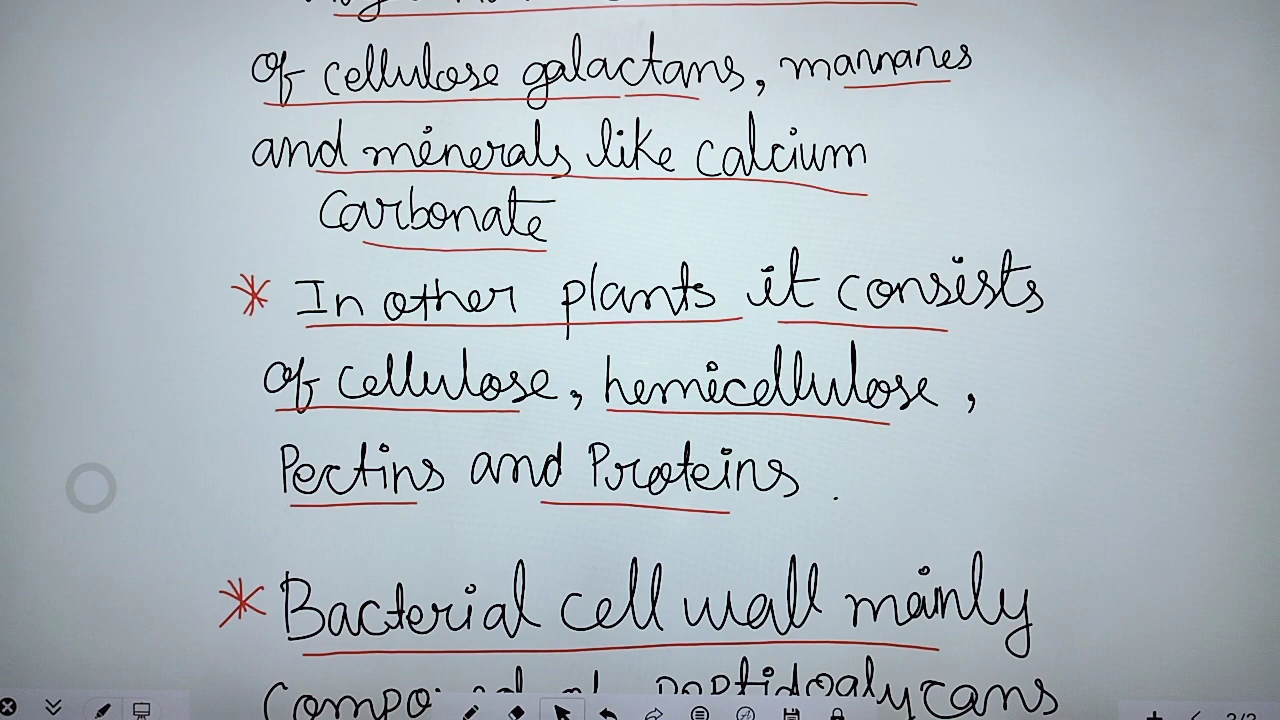 of cellulose galactans, mannanes
and minerals like calcium
Carbonate
* In other plants it consists
of cellulose, hemicellulose,
Pectins and Proteins.
* Bacterial cell wall mainly
peptidoglycans